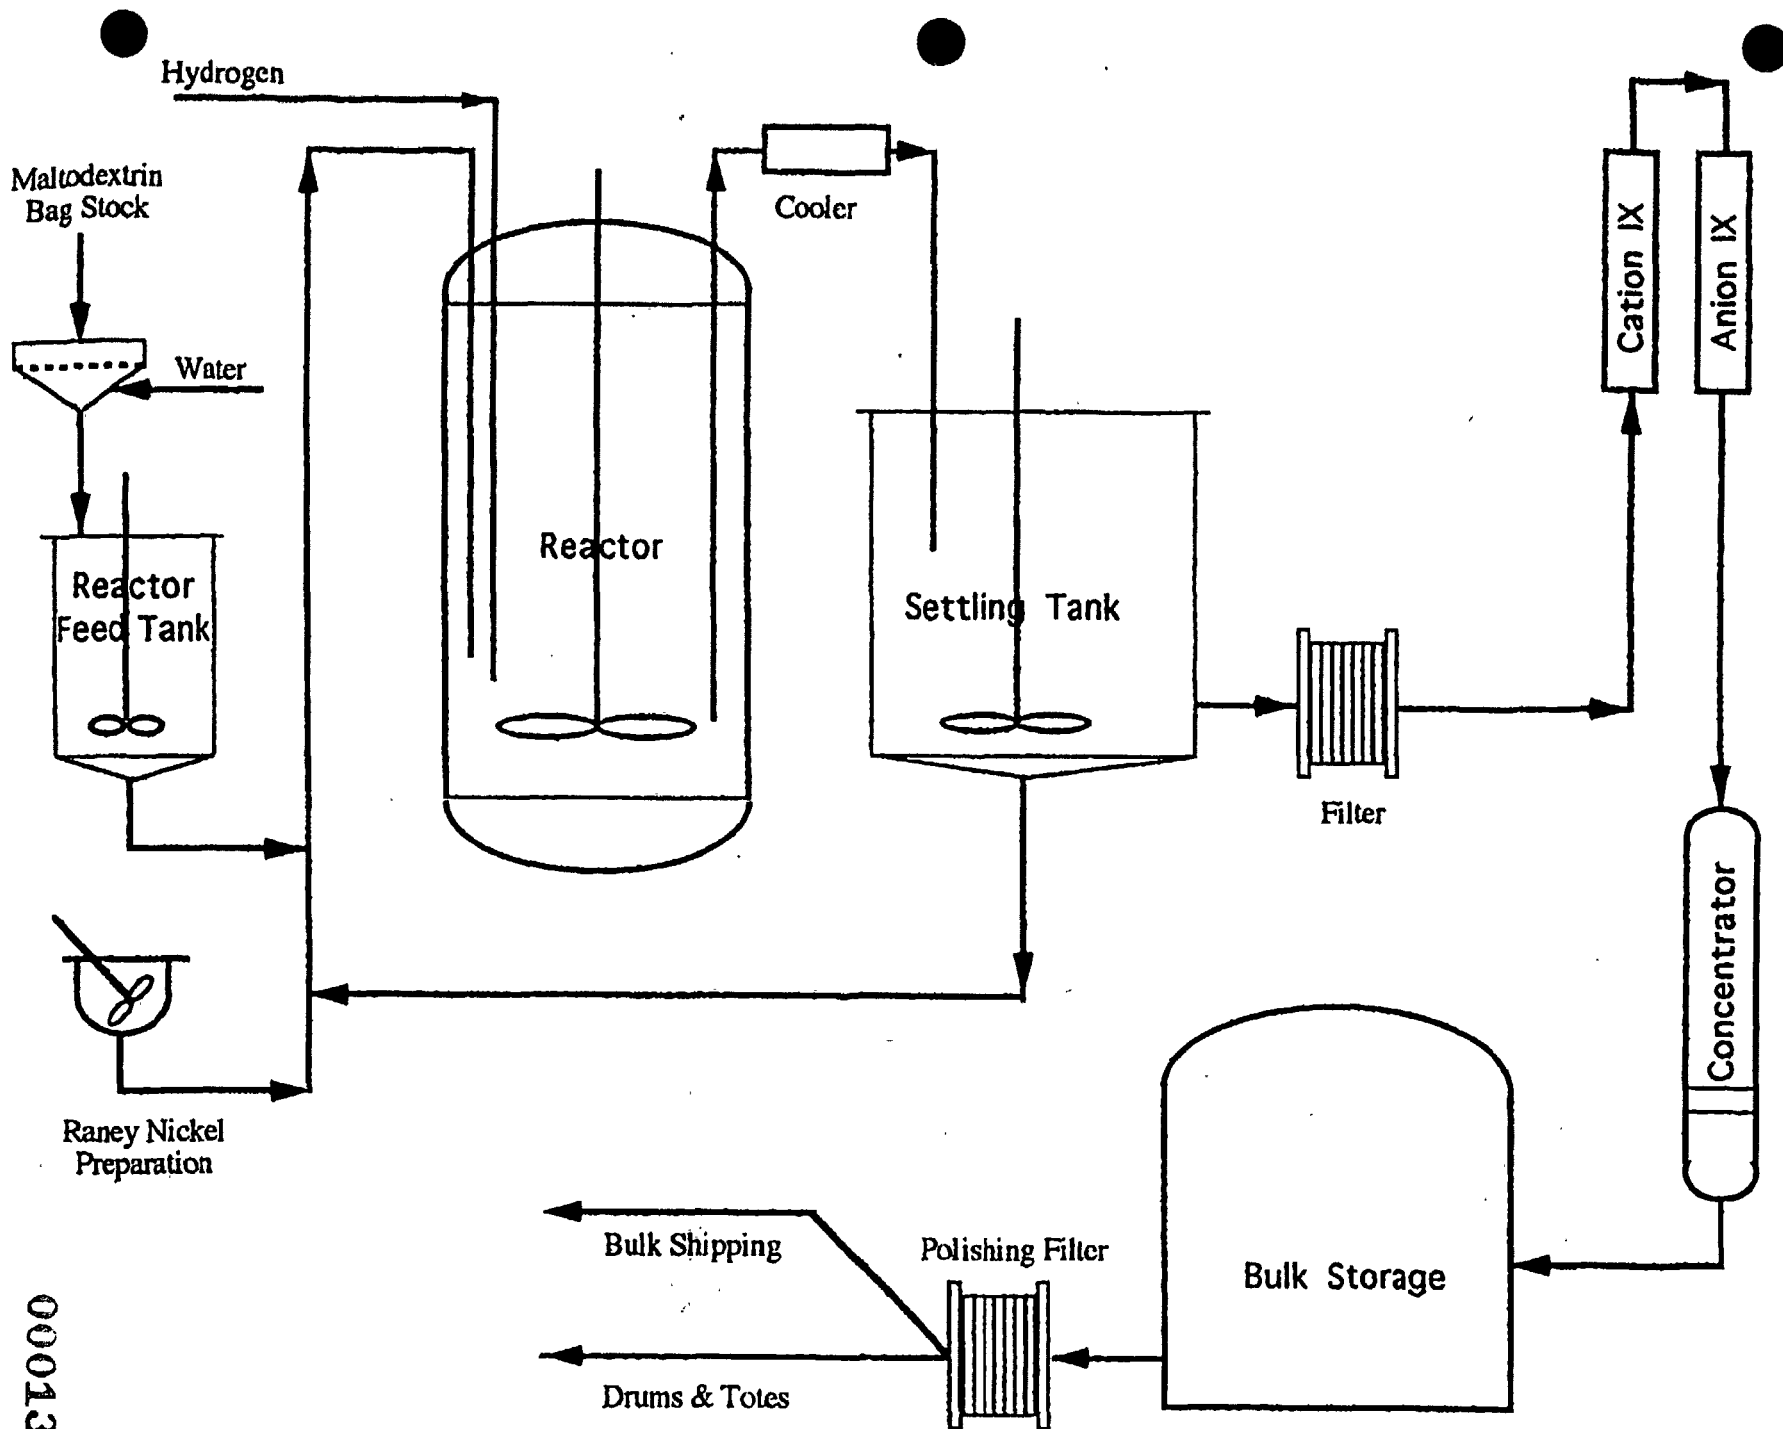 Hydrogen
Maltodextrin
Bag Stock
Cooler
Water
Cation IX
Anion IX
Reactor
Reactor
Feed Tank
Settling Tank
Filter
Concentrator
Raney Nickel
Preparation
Bulk Shipping
Polishing Filter
Bulk Storage
Drums & Totes
000013